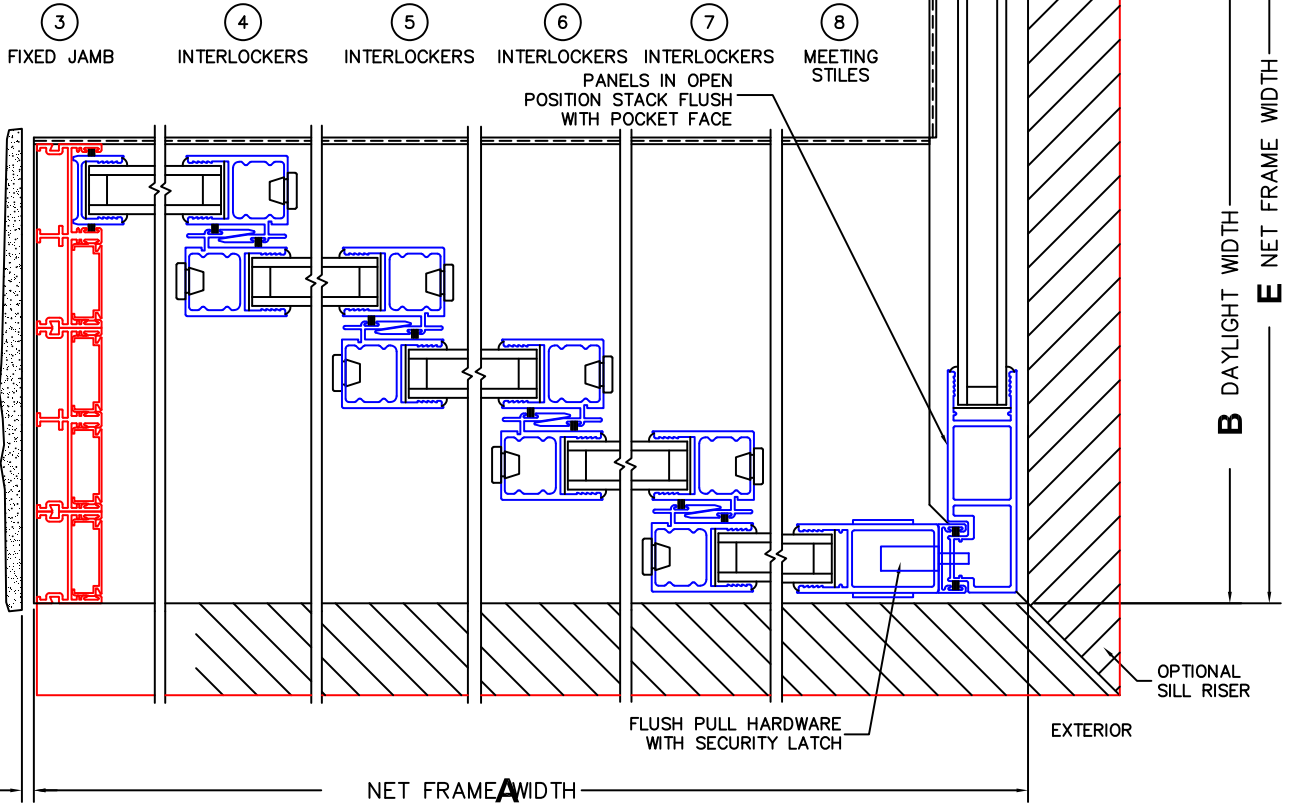 3
FIXED JAMB
4
INTERLOCKERS
5
INTERLOCKERS
6
INTERLOCKERS
7
INTERLOCKERS
8
MEETING
STILES
PANELS IN OPEN
POSITION STACK FLUSH
WITH POCKET FACE
B DAYLIGHT WIDTH
E NET FRAME WIDTH
OPTIONAL
SILL RISER
FLUSH PULL HARDWARE
WITH SECURITY LATCH
EXTERIOR
NET FRAME WIDTH
A